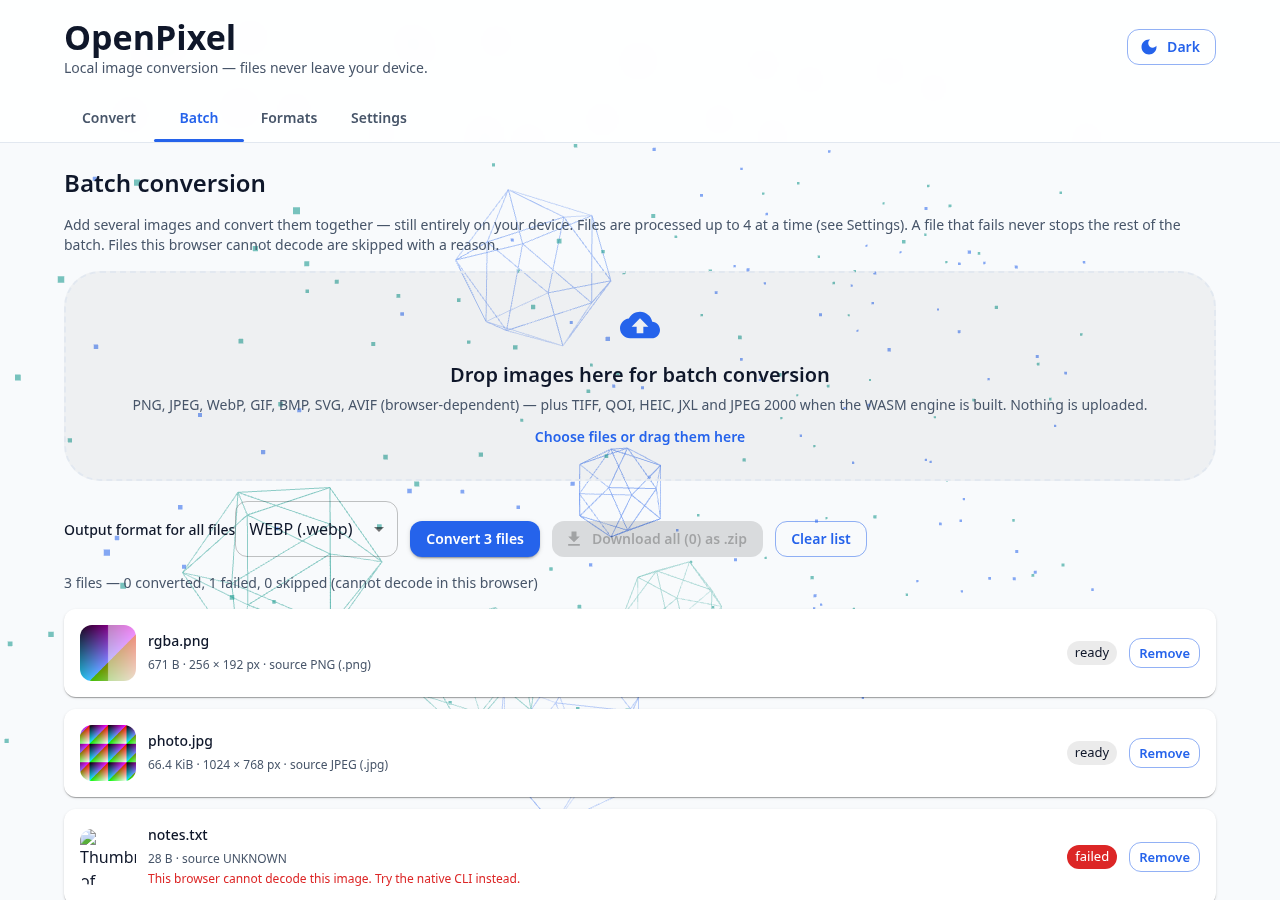 OpenPixel
Local image conversion — files never leave your device.
Dark
Convert
Batch
Formats
Settings
Batch conversion
Add several images and convert them together — still entirely on your device. Files are processed up to 4 at a time (see Settings). A file that fails never stops the rest of the
batch. Files this browser cannot decode are skipped with a reason.
Drop images here for batch conversion
PNG, JPEG, WebP, GIF, BMP, SVG, AVIF (browser-dependent) — plus TIFF, QOI, HEIC, JXL and JPEG 2000 when the WASM engine is built. Nothing is uploaded.
Choose files or drag them here
Output format for all files
WEBP (.webp)
Convert 3 files
Download all (0) as .zip
Clear list
3 files — 0 converted, 1 failed, 0 skipped (cannot decode in this browser)
rgba.png
671 B · 256 × 192 px · source PNG (.png)
ready
Remove
photo.jpg
66.4 KiB · 1024 × 768 px · source JPEG (.jpg)
ready
Remove
Thumb
of
notes.txt
28 B · source UNKNOWN
This browser cannot decode this image. Try the native CLI instead.
failed
Remove